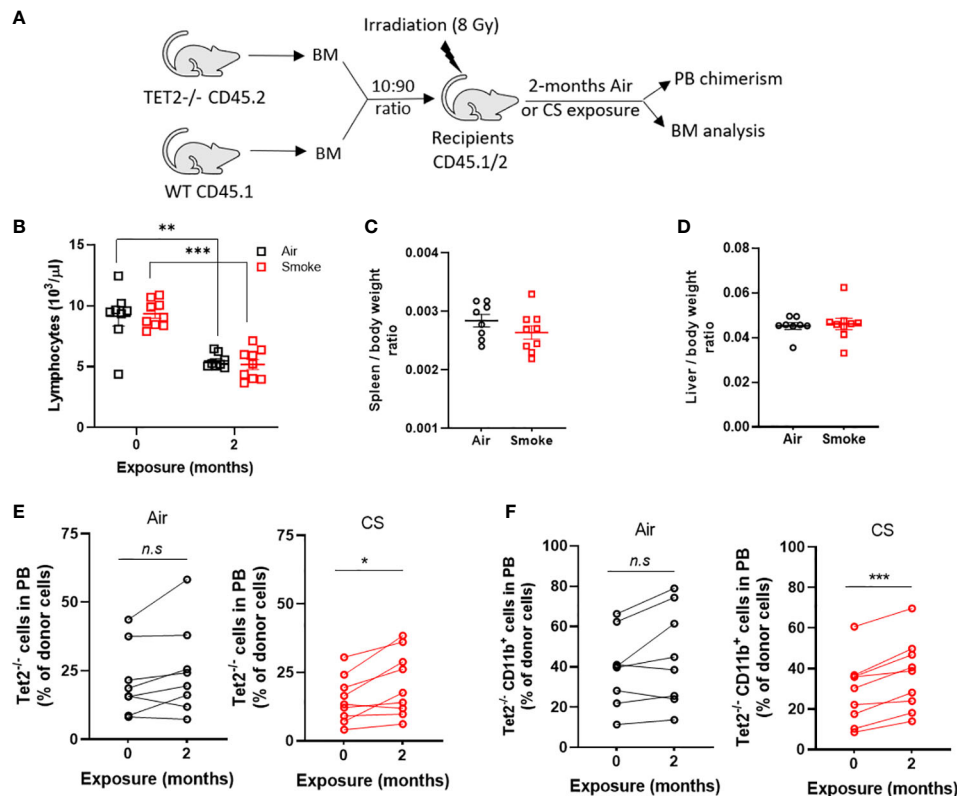 A
Irradiation (8 Gy)
BM
TET2-/- CD45.2
10:90
ratio
2-months Air
or CS exposure
PB chimerism
BM analysis
Recipients
CD45.1/2
BM
WT CD45.1
B
**
***
Air
Smoke
Lymphocytes (10³/µl)
15
10
5
0
0
2
Exposure (months)
C
Spleen / body weight
ratio
0.004
0.003
0.002
0.001
Air
Smoke
D
Liver / body weight
ratio
0.08
0.06
0.04
0.02
0.00
Air
Smoke
E
Air
n.s
Tet2⁻/⁻ cells in PB
(% of donor cells)
75
50
25
0
0
2
Exposure (months)
CS
*
Tet2⁻/⁻ cells in PB
(% of donor cells)
75
50
25
0
0
2
Exposure (months)
F
Air
n.s
Tet2⁻/⁻ CD11b⁺ cells in PB
(% of donor cells)
100
80
60
40
20
0
0
2
Exposure (months)
CS
***
Tet2⁻/⁻ CD11b⁺ cells in PB
(% of donor cells)
100
80
60
40
20
0
0
2
Exposure (months)